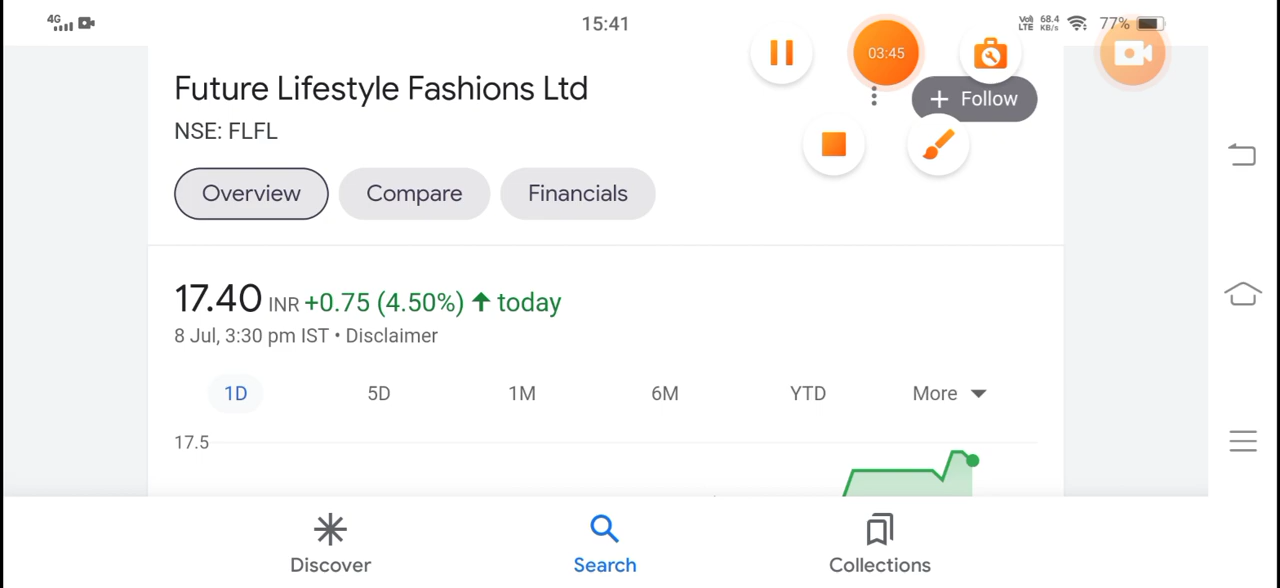 4G 15:41 Vo)) LTE 68.4 KB/s 77%
03:45
Future Lifestyle Fashions Ltd
+ Follow
NSE: FLFL
Overview Compare Financials
17.40 INR +0.75 (4.50%) ↑ today
8 Jul, 3:30 pm IST • Disclaimer
1D 5D 1M 6M YTD More
17.5
Discover Search Collections